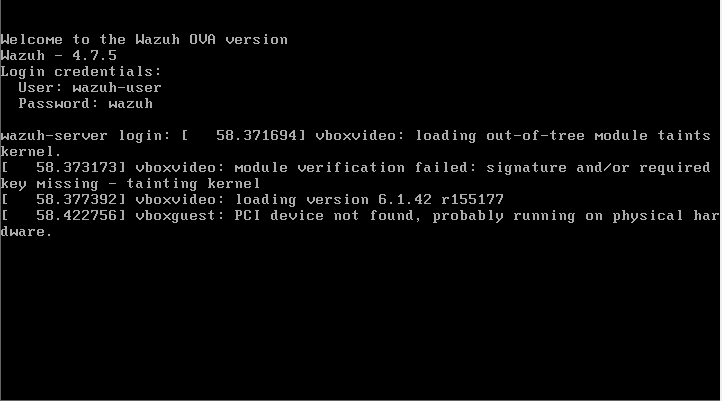 Welcome to the Wazuh OVA version
Wazuh - 4.7.5
Login credentials:
  User: wazuh-user
  Password: wazuh
wazuh-server login: [   58.371694] vboxvideo: loading out-of-tree module taints
kernel.
[   58.373173] vboxvideo: module verification failed: signature and/or required
key missing - tainting kernel
[   58.377392] vboxvideo: loading version 6.1.42 r155177
[   58.422756] vboxguest: PCI device not found, probably running on physical har
dware.